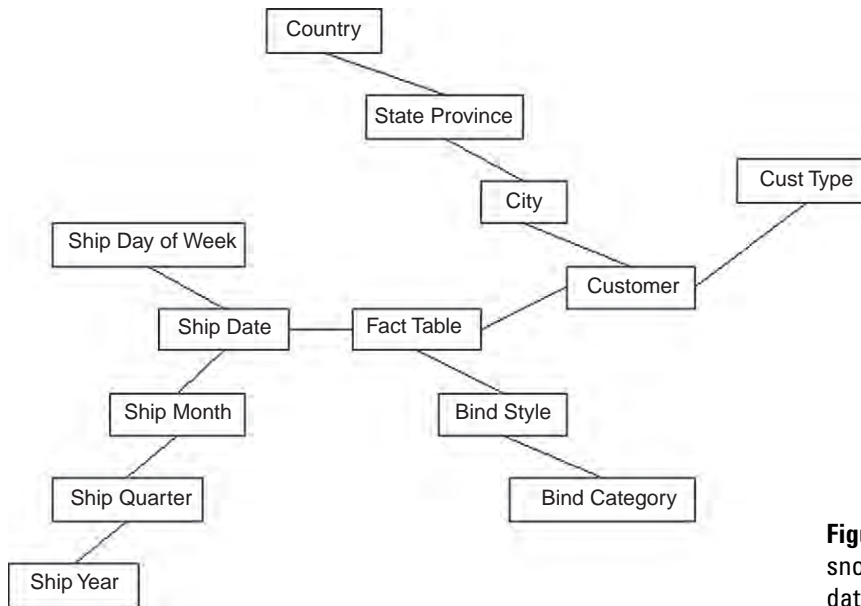 Country
State Province
Cust Type
City
Ship Day of Week
Customer
Ship Date
Fact Table
Ship Month
Bind Style
Ship Quarter
Bind Category
Ship Year